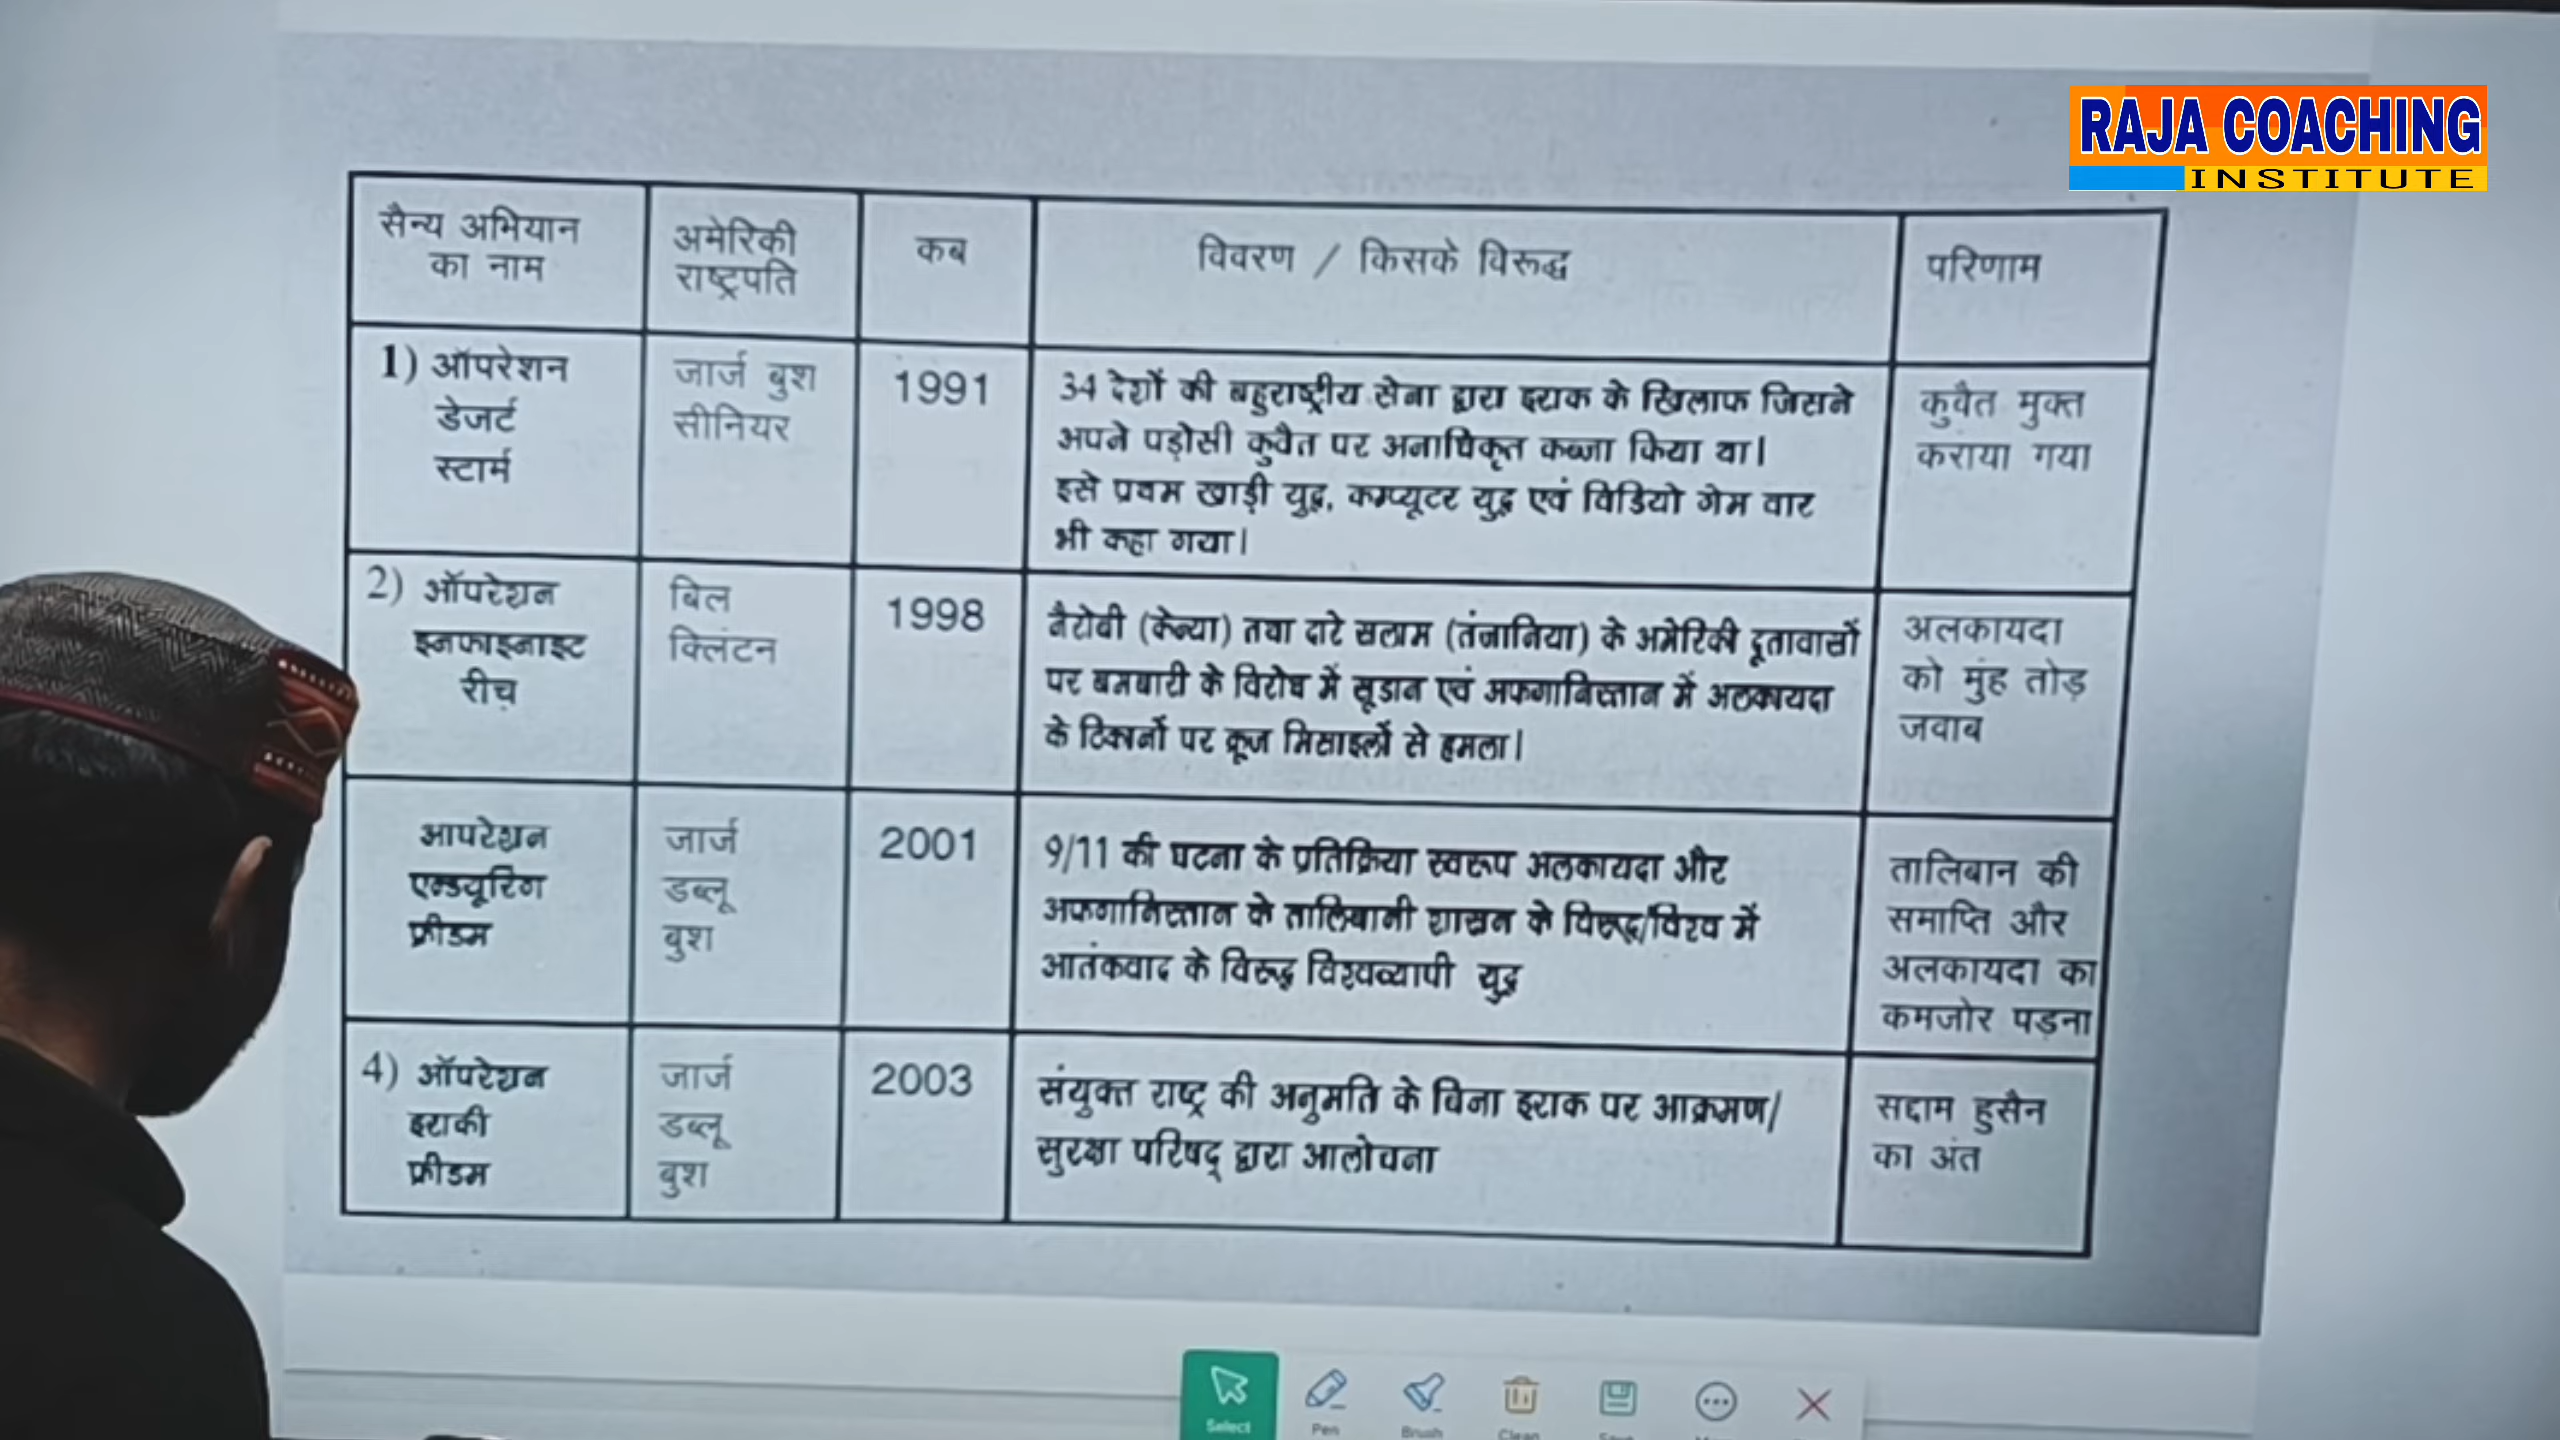 RAJA COACHING
INSTITUTE
सैन्य अभियान
का नाम
अमेरिकी
राष्ट्रपति
कब
विवरण / किसके विरूद्ध
परिणाम
1) ऑपरेशन
डेजर्ट
स्टार्म
जार्ज बुश
सीनियर
1991
34 देशों की बहुराष्ट्रीय सेना द्वारा इराक के खिलाफ जिसने
अपने पड़ोसी कुवैत पर अनाधिकृत कब्जा किया था।
इसे प्रथम खाड़ी युद्ध, कम्प्यूटर युद्ध एवं विडियो गेम वार
भी कहा गया।
कुवैत मुक्त
कराया गया
2) ऑपरेशन
इनफाइनाइट
रीच
बिल
क्लिंटन
1998
नैरोबी (केन्या) तथा दारे सलाम (तंजानिया) के अमेरिकी दूतावासों
पर बमबारी के विरोध में सूडान एवं अफगानिस्तान में अलकायदा
के ठिकानों पर क्रूज मिसाइलों से हमला।
अलकायदा
को मुंह तोड़
जवाब
आपरेशन
एन्ड्यूरिंग
फ्रीडम
जार्ज
डब्लू
बुश
2001
9/11 की घटना के प्रतिक्रिया स्वरूप अलकायदा और
अफगानिस्तान के तालिबानी शासन के विरूद्ध/विश्व में
आतंकवाद के विरूद्ध विश्वव्यापी युद्ध
तालिबान की
समाप्ति और
अलकायदा का
कमजोर पड़ना
4) ऑपरेशन
इराकी
फ्रीडम
जार्ज
डब्लू
बुश
2003
संयुक्त राष्ट्र की अनुमति के बिना इराक पर आक्रमण/
सुरक्षा परिषद् द्वारा आलोचना
सद्दाम हुसैन
का अंत
Select
Pen
Brush
Clean